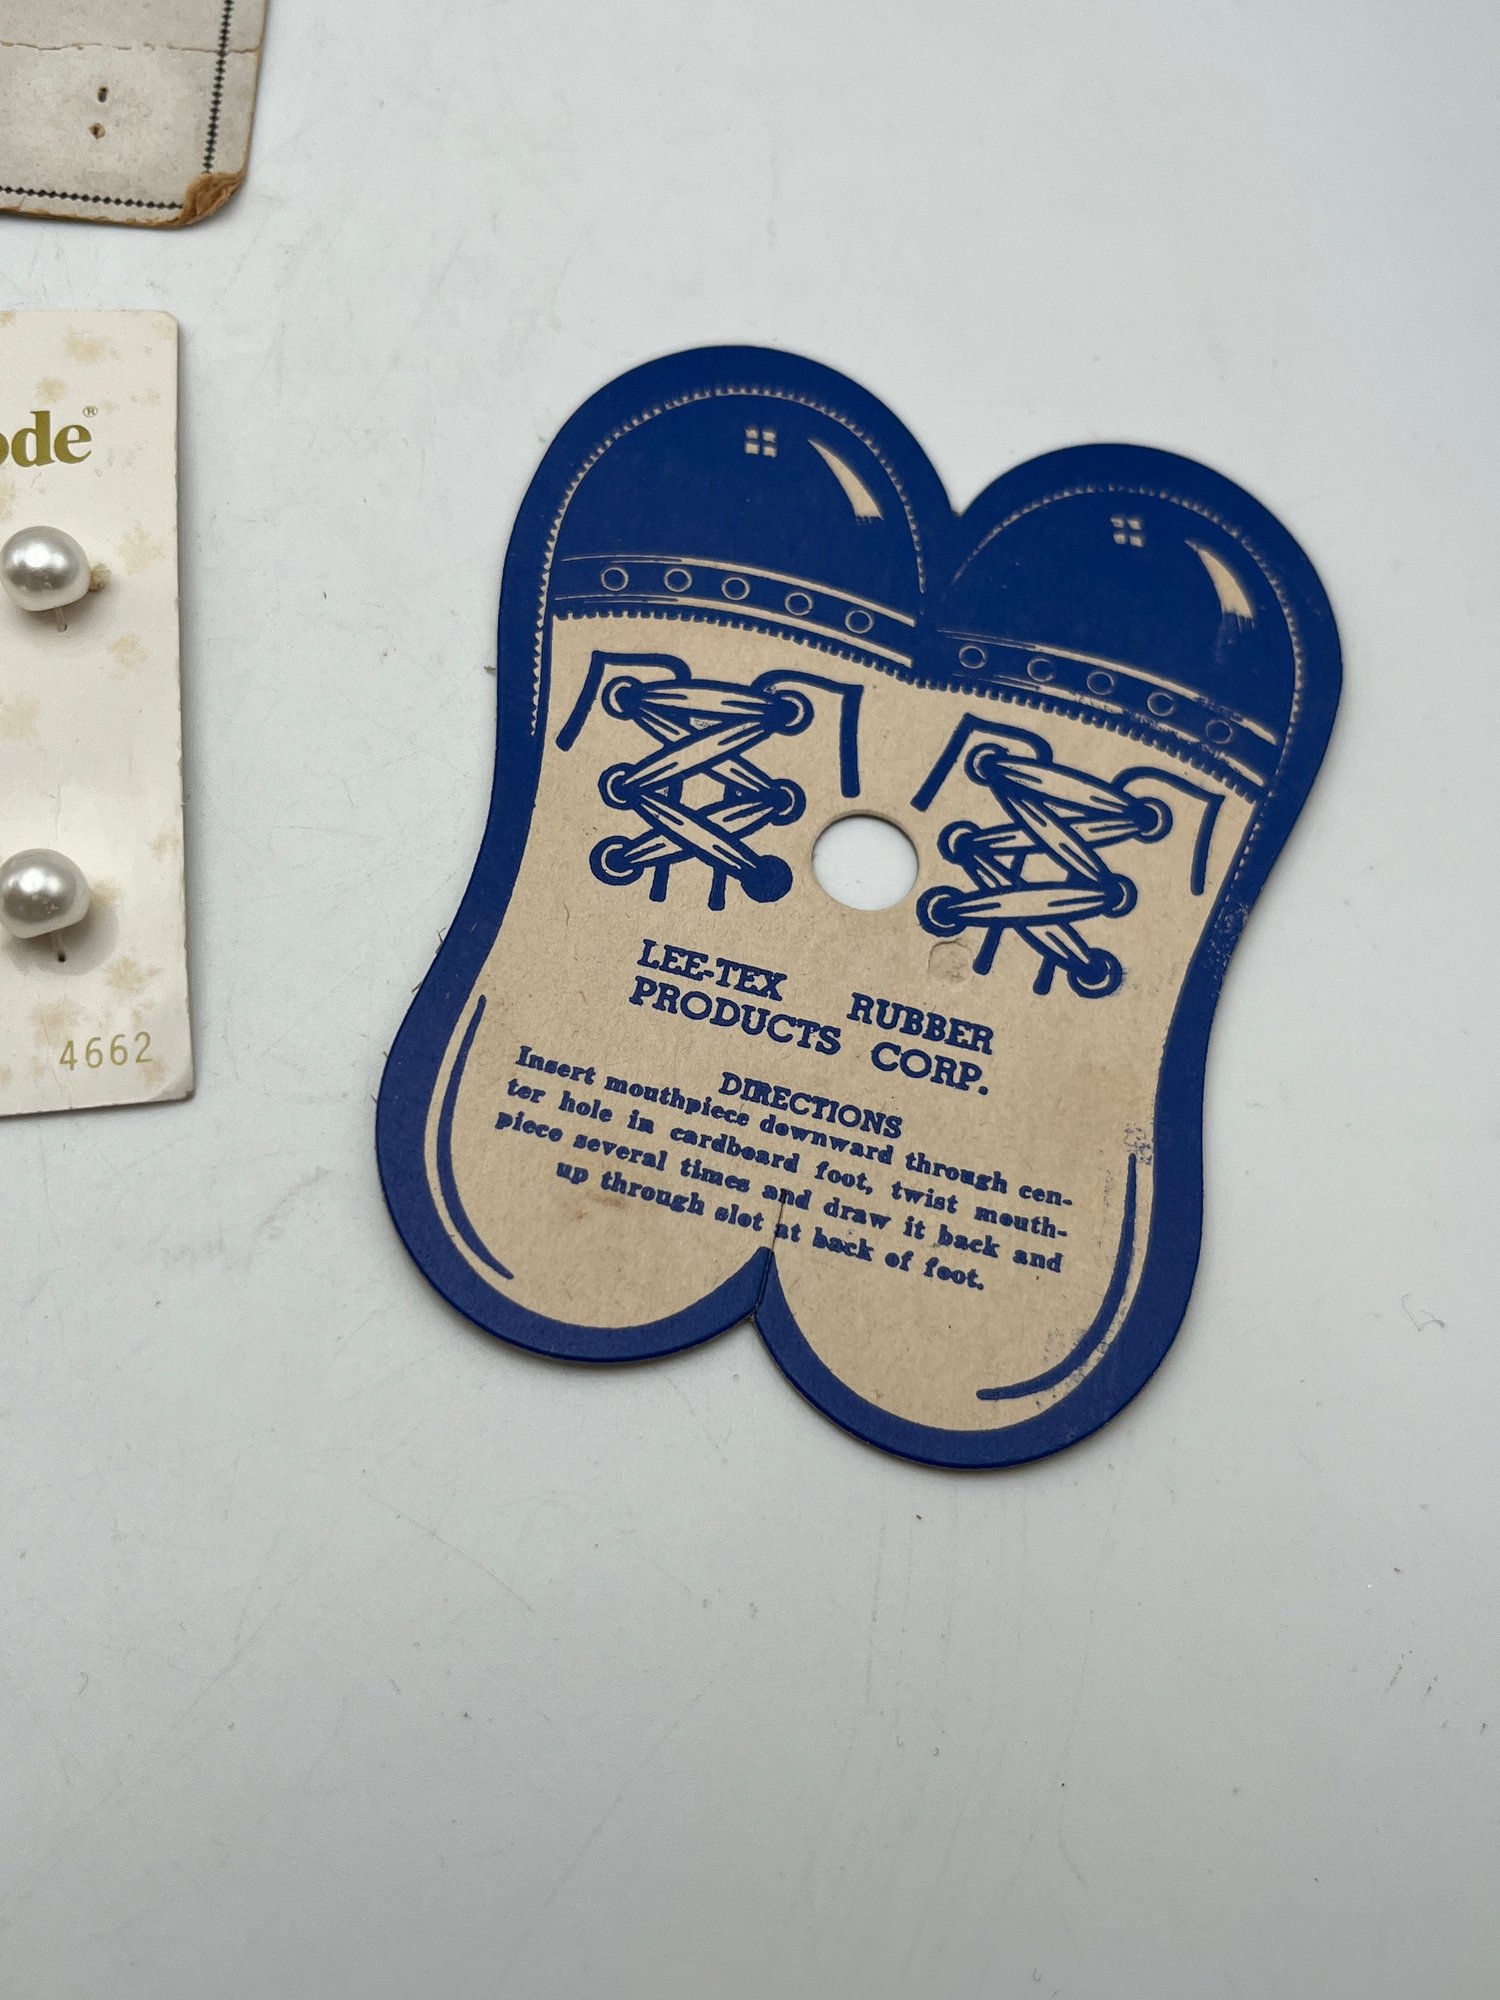 ode®
4662
LEE-TEX RUBBER
PRODUCTS CORP.
DIRECTIONS
Insert mouthpiece downward through cen-
ter hole in cardboard foot, twist mouth-
piece several times and draw it back and
up through slot at back of foot.